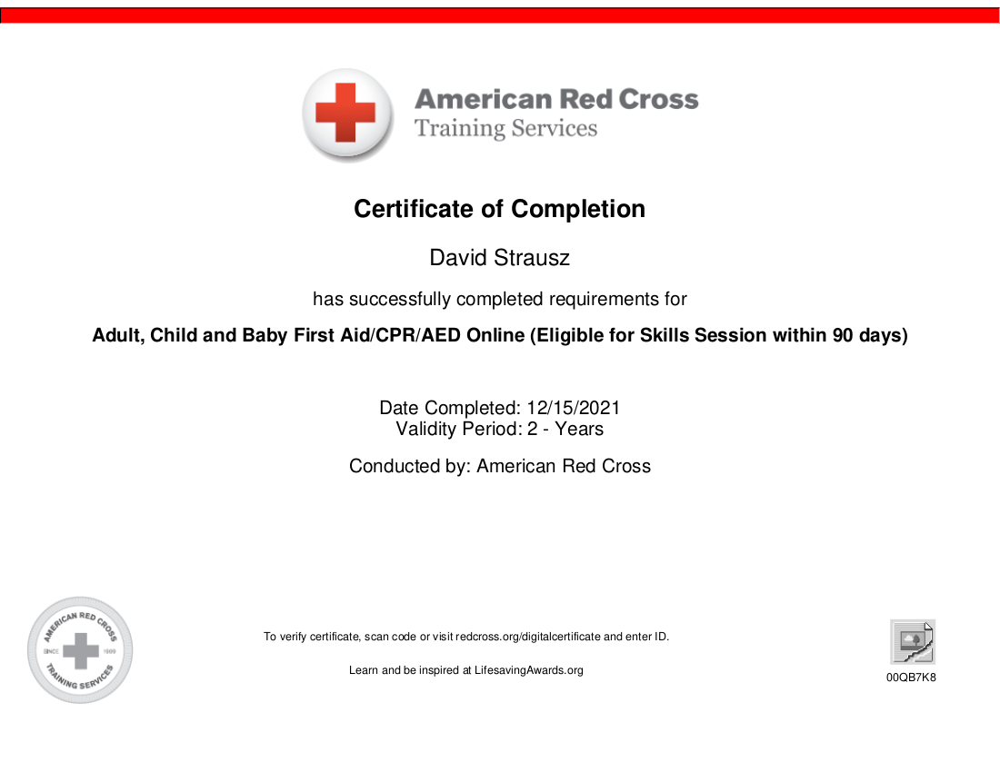 American Red Cross
Training Services
Certificate of Completion
David Strausz
has successfully completed requirements for
Adult, Child and Baby First Aid/CPR/AED Online (Eligible for Skills Session within 90 days)
Date Completed: 12/15/2021
Validity Period: 2 - Years
Conducted by: American Red Cross
AMERICAN RED CROSS
SINCE 1909
TRAINING SERVICES
To verify certificate, scan code or visit redcross.org/digitalcertificate and enter ID.
Learn and be inspired at LifesavingAwards.org
00QB7K8